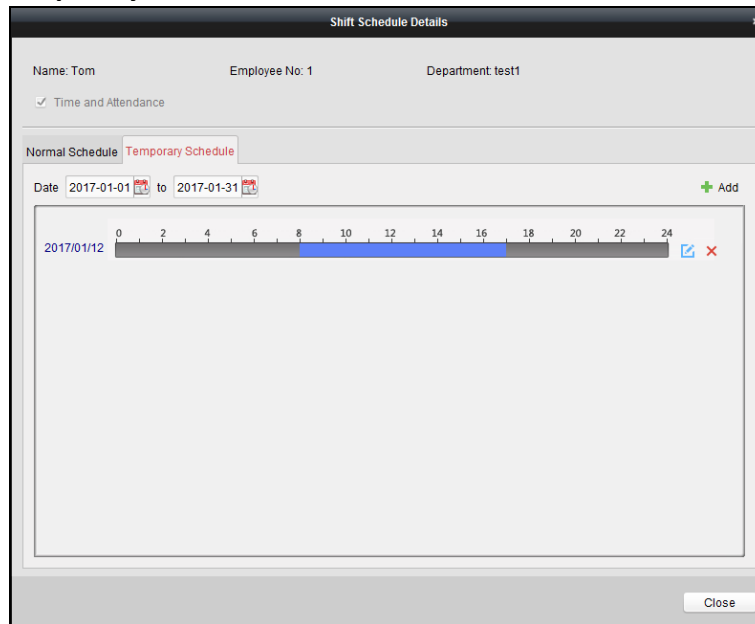 Shift Schedule Details
Name: Tom Employee No: 1 Department: test1
Time and Attendance
Normal Schedule Temporary Schedule
Date 2017-01-01 to 2017-01-31 Add
0 2 4 6 8 10 12 14 16 18 20 22 24
2017/01/12
Close